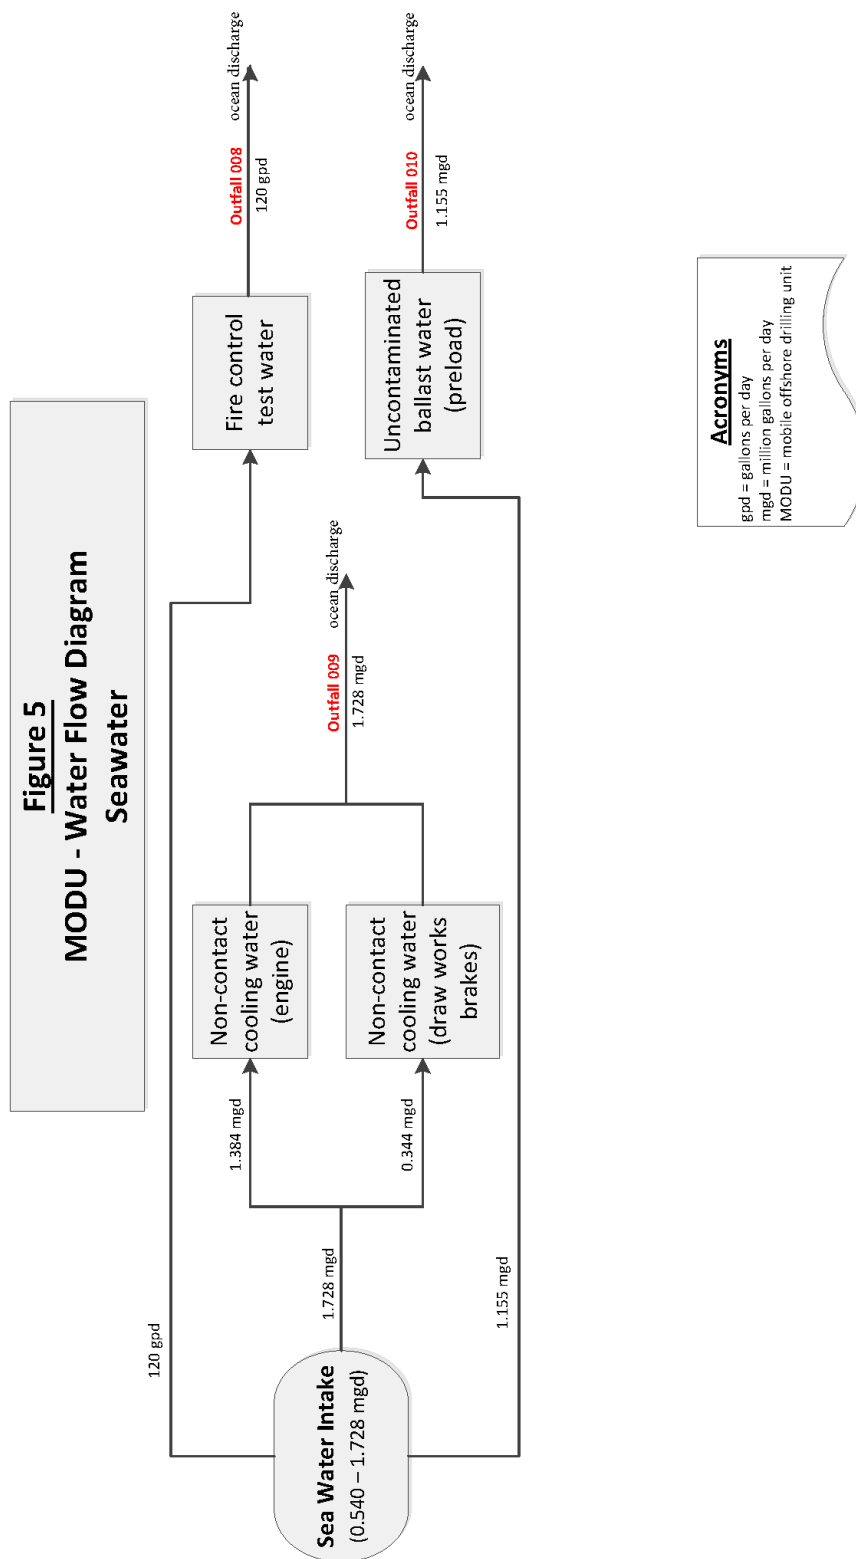 Figure 5
MODU - Water Flow Diagram
Seawater
120 gpd
Fire control
test water
Outfall 008
120 gpd
ocean discharge
Sea Water Intake
(0.540 – 1.728 mgd)
1.728 mgd
1.384 mgd
Non-contact
cooling water
(engine)
0.344 mgd
Non-contact
cooling water
(draw works
brakes)
Outfall 009
1.728 mgd
ocean discharge
1.155 mgd
Uncontaminated
ballast water
(preload)
Outfall 010
1.155 mgd
ocean discharge
Acronyms
gpd = gallons per day
mgd = million gallons per day
MODU = mobile offshore drilling unit